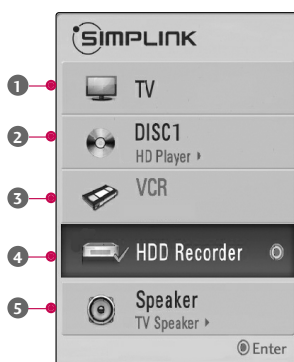 SIMPLINK
1 TV
2 DISC1
HD Player
3 VCR
4 HDD Recorder
5 Speaker
TV Speaker
Enter